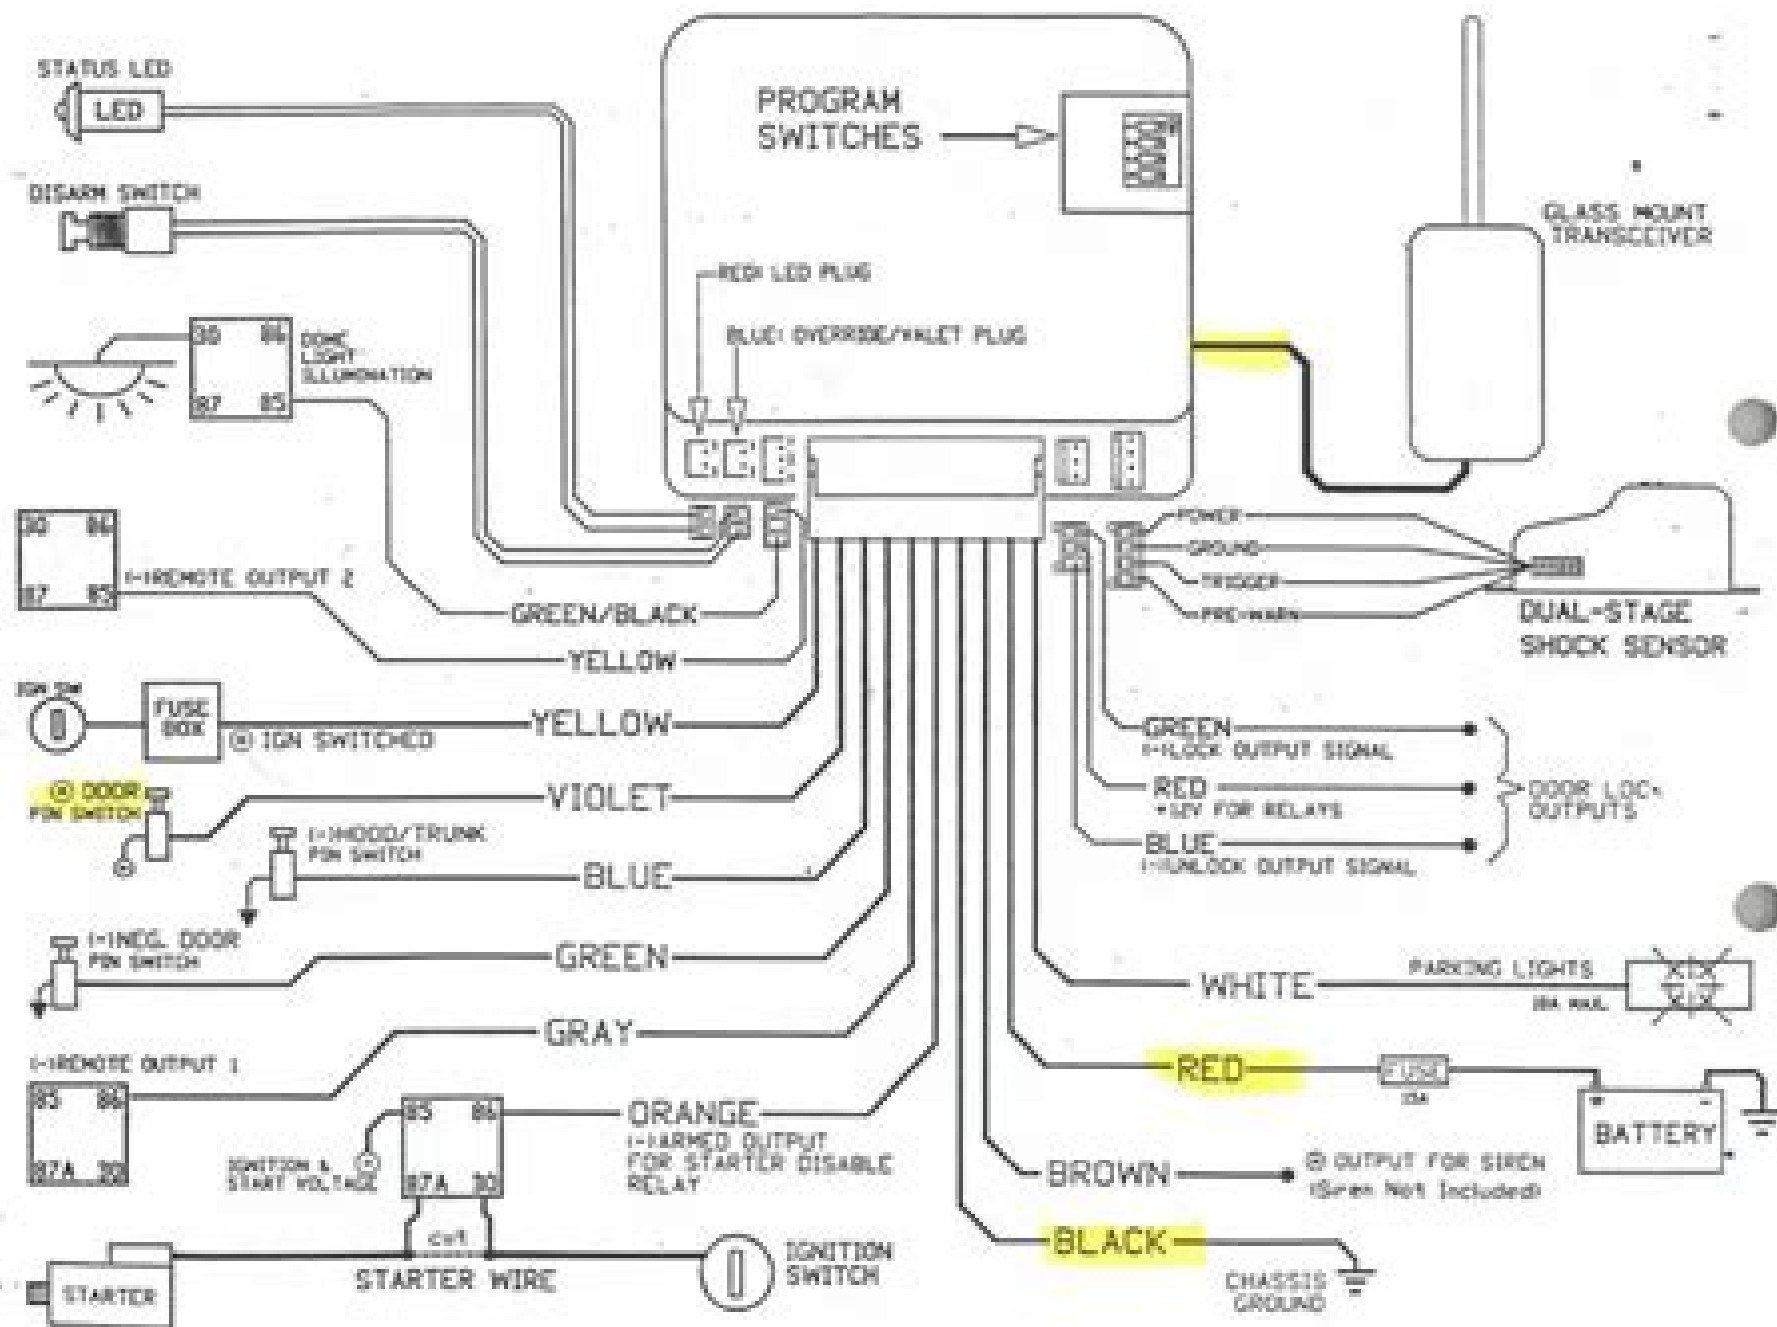 STATUS LED
LED
DISARM SWITCH
30 86
87 85
DOME
LIGHT
ILLUMINATION
PROGRAM
SWITCHES
RED: LED PLUG
BLUE: OVERRIDE/VALET PLUG
GLASS MOUNT
TRANSCEIVER
30 86
87 85
(-)REMOTE OUTPUT 2
GREEN/BLACK
YELLOW
POWER
GROUND
TRIGGER
PRE-WARN
DUAL-STAGE
SHOCK SENSOR
IGN SW
FUSE
BOX
(+) IGN SWITCHED
YELLOW
(+) DOOR
PIN SWITCH
VIOLET
(-)HOOD/TRUNK
PIN SWITCH
BLUE
(-)NEG. DOOR
PIN SWITCH
GREEN
GRAY
(-)REMOTE OUTPUT 1
85 86
87A 30
IGNITION &
START VOLTAGE
85 86
87A 30
ORANGE
(-)ARMED OUTPUT
FOR STARTER DISABLE
RELAY
CUT
STARTER
STARTER WIRE
IGNITION
SWITCH
GREEN
(-)LOCK OUTPUT SIGNAL
RED
+12V FOR RELAYS
BLUE
(-)UNLOCK OUTPUT SIGNAL
DOOR LOCK
OUTPUTS
WHITE
PARKING LIGHTS
10A MAX.
RED
FUSE
15A
+ -
BATTERY
BROWN
(+) OUTPUT FOR SIREN
(Siren Not Included)
BLACK
CHASSIS
GROUND